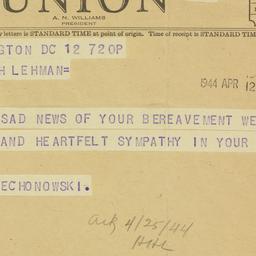 UNION
A. N. WILLIAMS
PRESIDENT
y letters is STANDARD TIME at point of origin. Time of receipt is STANDARD TIME
NGTON DC 12 720P
H LEHMAN=
1944 APR 12
SAD NEWS OF YOUR BEREAVEMENT WE
AND HEARTFELT SYMPATHY IN YOUR
ECHONOWSKI.
Ack 4/25/44
HHL